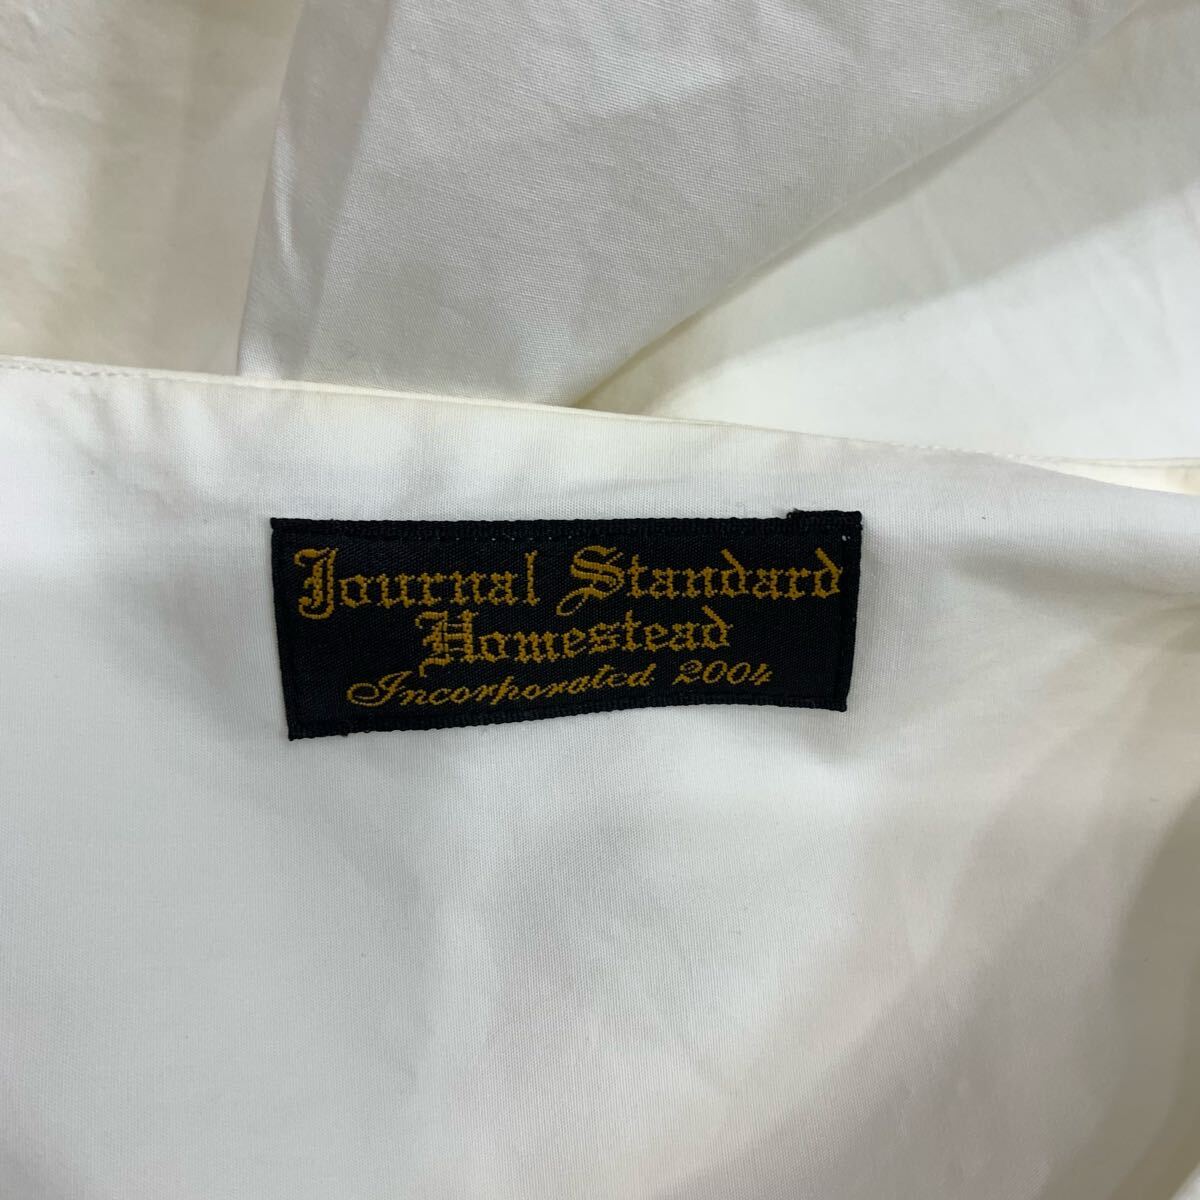 Journal Standard
Homestead
Incorporated 2004